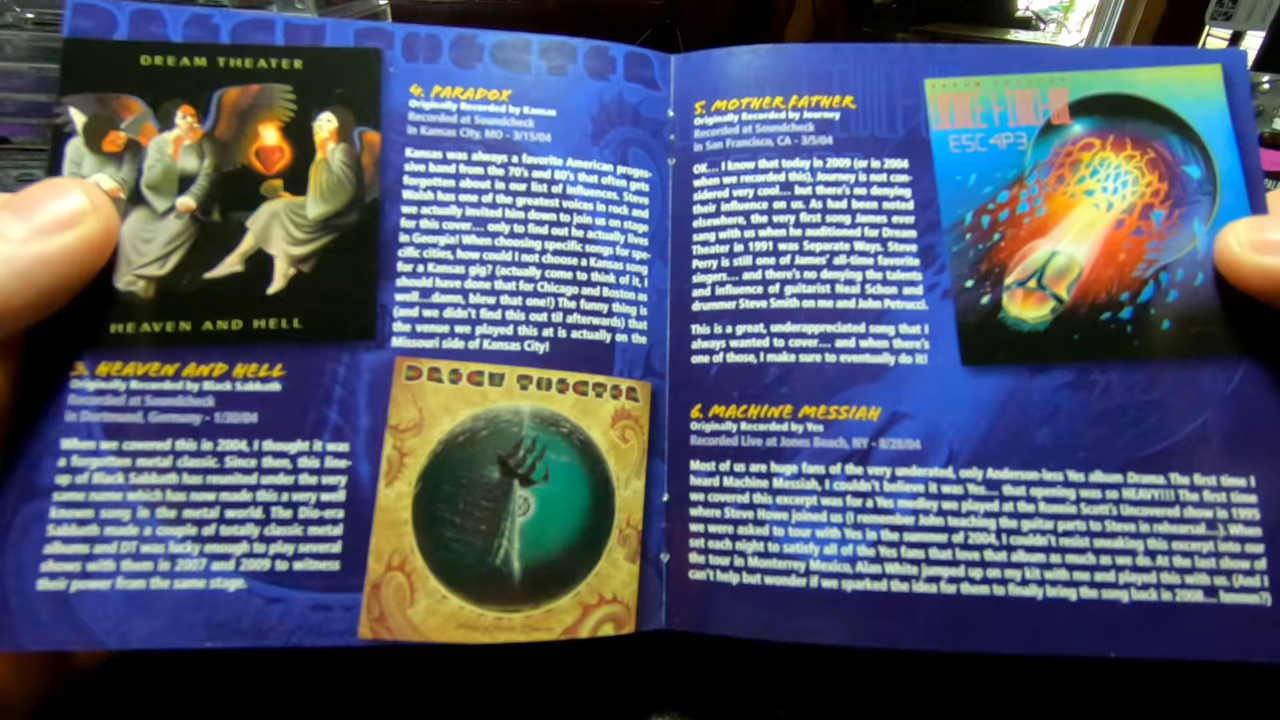 DREAM THEATER
HEAVEN AND HELL
3. HEAVEN AND HELL
Originally Recorded by Black Sabbath
Recorded at Soundcheck
in Dortmund, Germany - 1/30/04
When we covered this in 2004, I thought it was
a forgotten metal classic. Since then, this line-
up of Black Sabbath has reunited under the very
same name which has now made this a very well
known song in the metal world. The Dio-era
Sabbath made a couple of totally classic metal
albums and DT was lucky enough to play several
shows with them in 2007 and 2009 to witness
their power from the same stage.
4. PARADOX
Originally Recorded by Kansas
Recorded at Soundcheck
in Kansas City, MO - 3/15/04
Kansas was always a favorite American proges-
sive band from the 70's and 80's that often gets
forgotten about in our list of influences. Steve
Walsh has one of the greatest voices in rock and
we actually invited him down to join us on stage
for this cover... only to find out he actually lives
in Georgia! When choosing specific songs for spe-
cific cities, how could I not choose a Kansas song
for a Kansas gig? (actually come to think of it, I
should have done that for Chicago and Boston as
well...damn, blew that one!) The funny thing is
(and we didn't find this out til afterwards) that
the venue we played this at is actually on the
Missouri side of Kansas City!
DREAM THEATER
5. MOTHER FATHER
Originally Recorded by Journey
Recorded at Soundcheck
in San Francisco, CA - 3/5/04
OK... I know that today in 2009 (or in 2004
when we recorded this), Journey is not con-
sidered very cool... but there's no denying
their influence on us. As had been noted
elsewhere, the very first song James ever
sang with us when he auditioned for Dream
Theater in 1991 was Separate Ways. Steve
Perry is still one of James' all-time favorite
singers... and there's no denying the talents
and influence of guitarist Neal Schon and
drummer Steve Smith on me and John Petrucci.
This is a great, underappreciated song that I
always wanted to cover... and when there's
one of those, I make sure to eventually do it!
ESC4P3
6. MACHINE MESSIAH
Originally Recorded by Yes
Recorded Live at Jones Beach, NY - 8/28/04
Most of us are huge fans of the very underated, only Anderson-less Yes album Drama. The first time I
heard Machine Messiah, I couldn't believe it was Yes... that opening was so HEAVY!!! The first time
we covered this excerpt was for a Yes medley we played at the Ronnie Scott's Uncovered show in 1995
where Steve Howe joined us (I remember John teaching the guitar parts to Steve in rehearsal...). When
we were asked to tour with Yes in the summer of 2004, I couldn't resist sneaking this excerpt into our
set each night to satisfy all of the Yes fans that love that album as much as we do. At the last show of
the tour in Monterrey Mexico, Alan White jumped up on my kit with me and played this with us. (And I
can't help but wonder if we sparked the idea for them to finally bring the song back in 2008.... hmmm?)